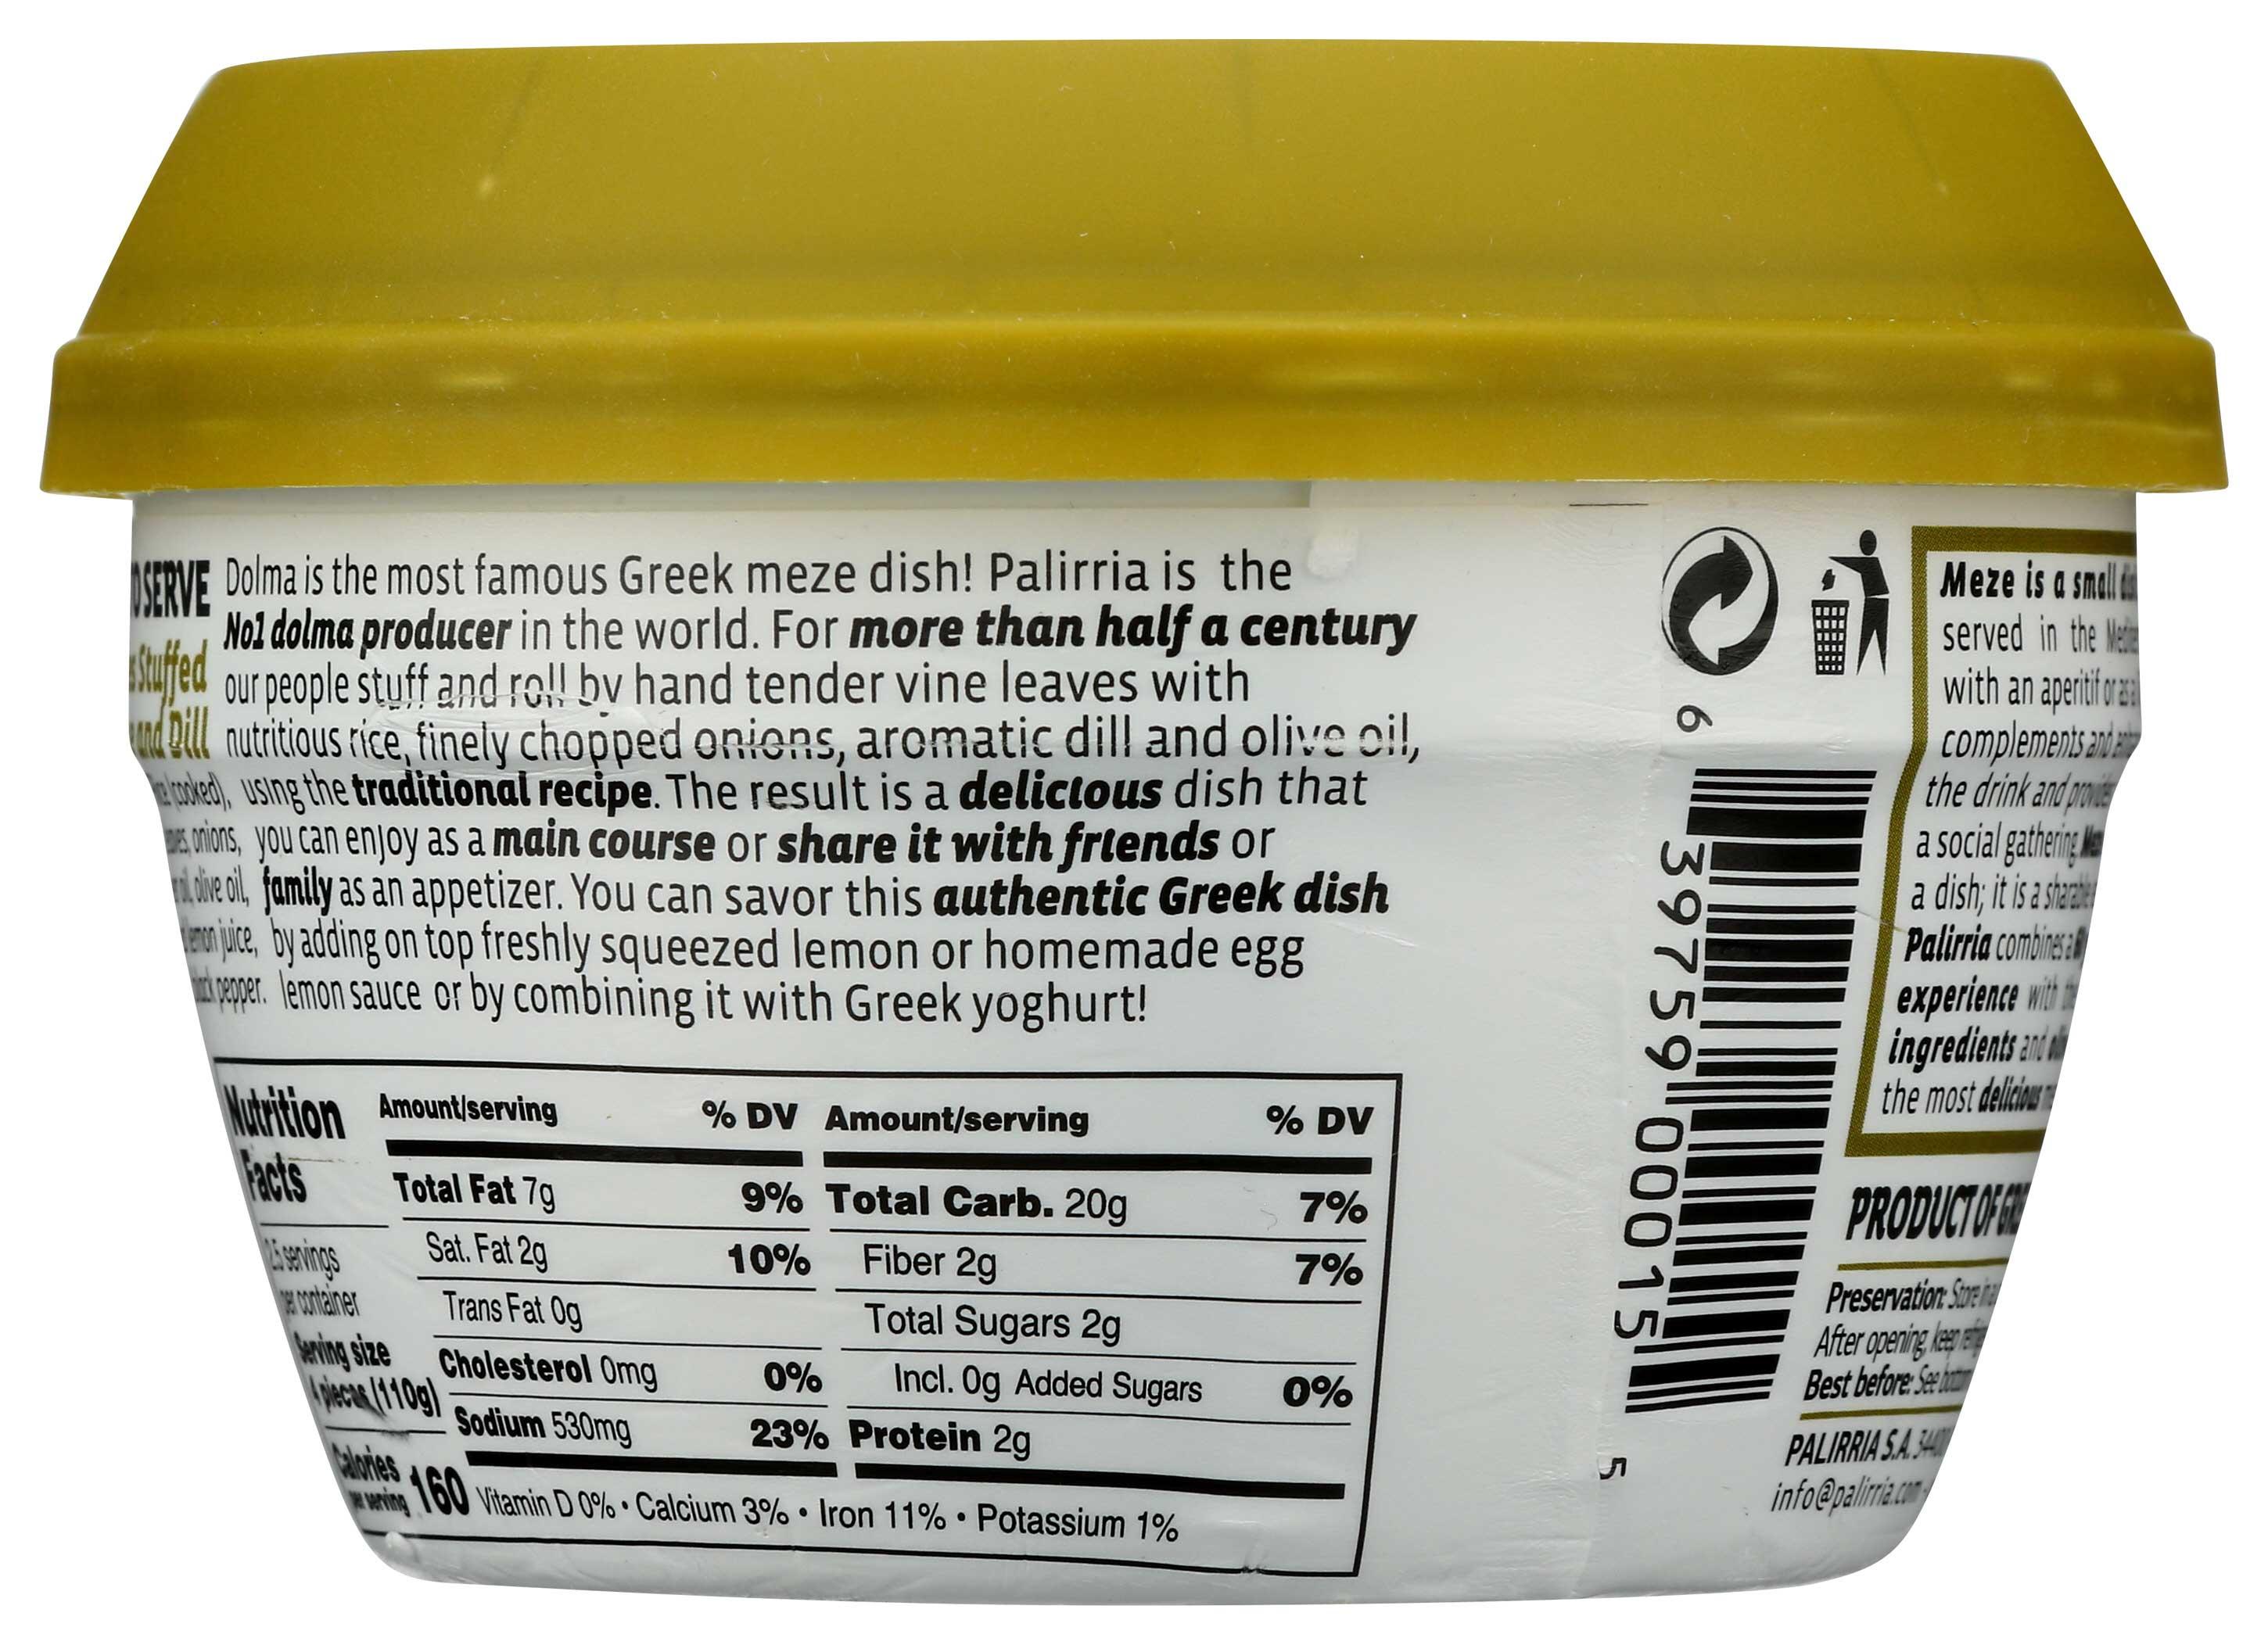 SERVE
Stuffed
and Dill
(cooked),
onions,
olive oil,
juice,
pepper.
Dolma is the most famous Greek meze dish! Palirria is the
No1 dolma producer in the world. For more than half a century
our people stuff and roll by hand tender vine leaves with
nutritious rice, finely chopped onions, aromatic dill and olive oil,
using the traditional recipe. The result is a delicious dish that
you can enjoy as a main course or share it with friends or
family as an appetizer. You can savor this authentic Greek dish
by adding on top freshly squeezed lemon or homemade egg
lemon sauce or by combining it with Greek yoghurt!
Nutrition
Facts
2.5 servings
per container
Serving size
4 pieces (110g)
Calories
per serving 160
Amount/serving % DV
Total Fat 7g 9%
Sat. Fat 2g 10%
Trans Fat 0g
Cholesterol 0mg 0%
Sodium 530mg 23%
Amount/serving % DV
Total Carb. 20g 7%
Fiber 2g 7%
Total Sugars 2g
Incl. 0g Added Sugars 0%
Protein 2g
Vitamin D 0% • Calcium 3% • Iron 11% • Potassium 1%
6 39759 00015 5
Meze is a small
served in the
with an aperitif or as
complements and
the drink and
a social gathering.
a dish; it is a
Palirria combines a
experience with
ingredients and
the most delicious
PRODUCT OF
Preservation: Store in
After opening, keep
Best before: See
PALIRRIA S.A.
info@palirria.com